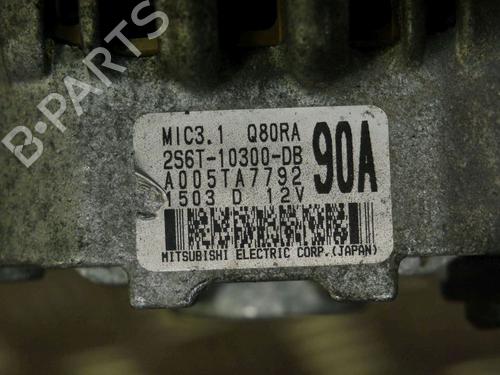 B-PARTS
MIC3.1 Q80RA
2S6T-10300-DB
A005TA7792
1503 D 12V
90A
MITSUBISHI ELECTRIC CORP.(JAPAN)